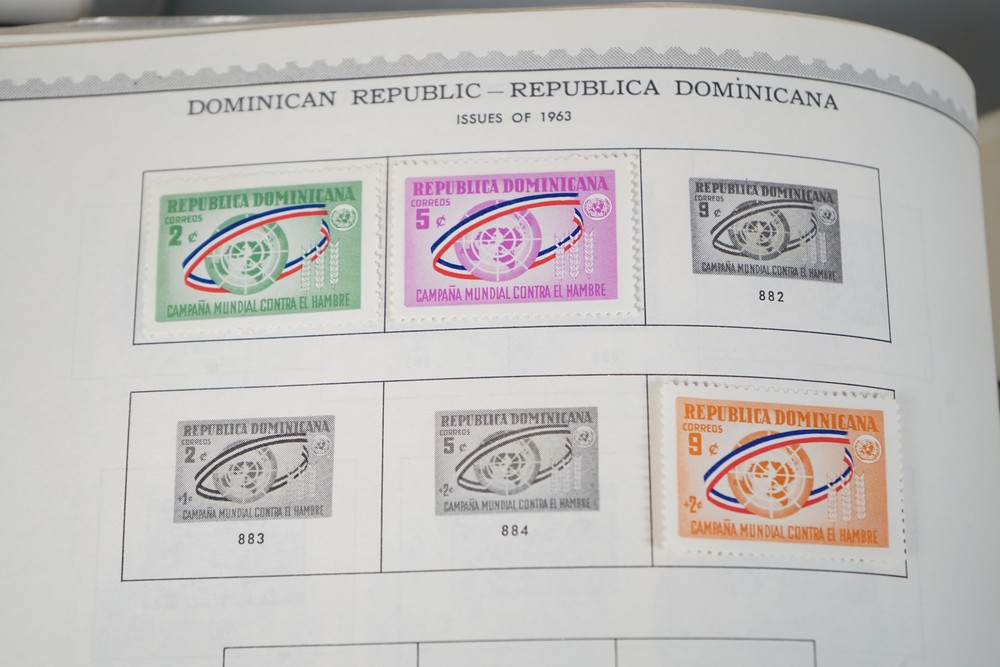 DOMINICAN REPUBLIC – REPUBLICA DOMINICANA
ISSUES OF 1963
REPUBLICA DOMINICANA
CORREOS
2 ¢
CAMPAÑA MUNDIAL CONTRA EL HAMBRE
REPUBLICA DOMINICANA
CORREOS
5 ¢
CAMPAÑA MUNDIAL CONTRA EL HAMBRE
REPUBLICA DOMINICANA
CORREOS
9 ¢
CAMPAÑA MUNDIAL CONTRA EL HAMBRE
882
REPUBLICA DOMINICANA
CORREOS
2 ¢
+1¢
CAMPAÑA MUNDIAL CONTRA EL HAMBRE
883
REPUBLICA DOMINICANA
CORREOS
5 ¢
+2¢
CAMPAÑA MUNDIAL CONTRA EL HAMBRE
884
REPUBLICA DOMINICANA
CORREOS
9 ¢
+2¢
CAMPAÑA MUNDIAL CONTRA EL HAMBRE